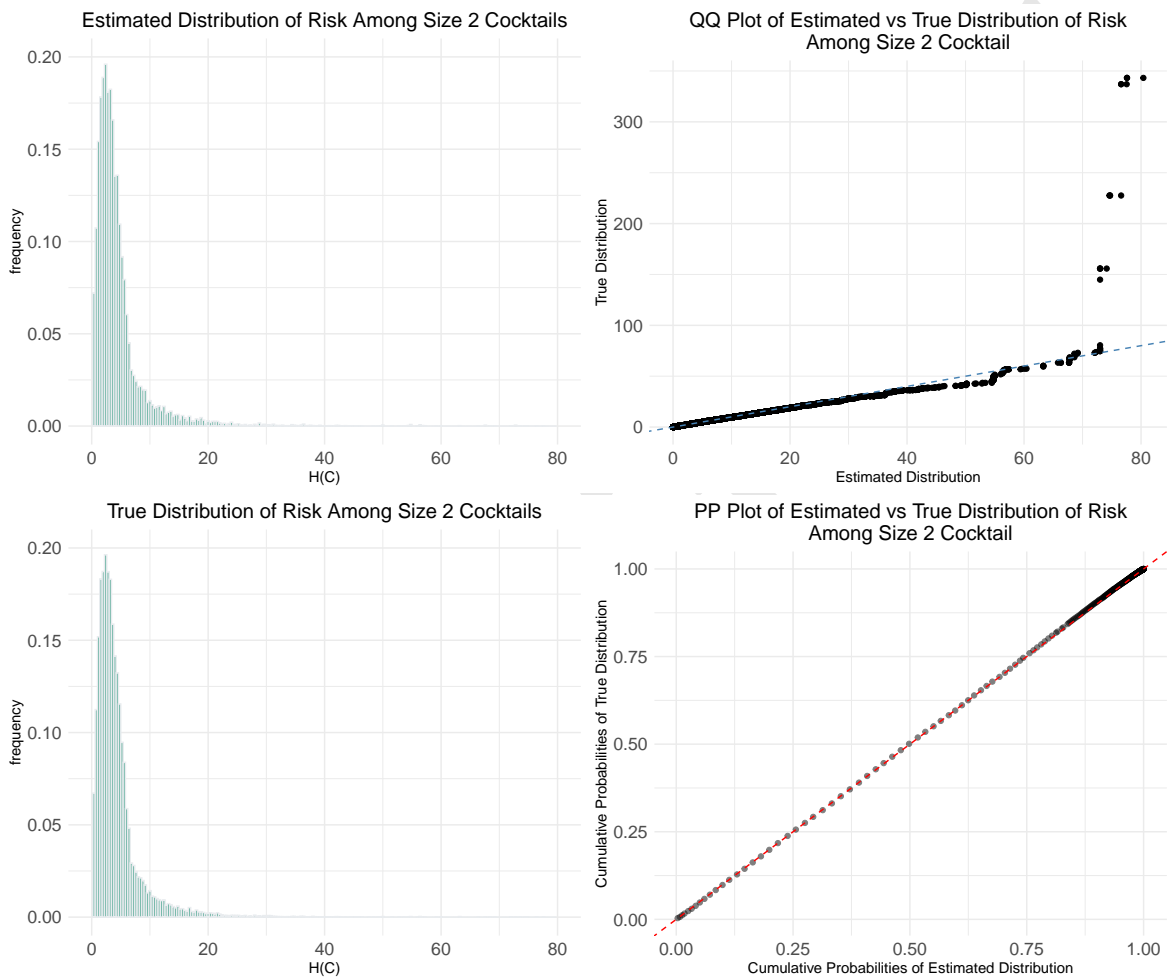 Estimated Distribution of Risk Among Size 2 Cocktails
0.20
0.15
0.10
0.05
0.00
frequency
0 20 40 60 80
H(C)
QQ Plot of Estimated vs True Distribution of Risk
Among Size 2 Cocktail
300
200
100
0
True Distribution
0 20 40 60 80
Estimated Distribution
True Distribution of Risk Among Size 2 Cocktails
0.20
0.15
0.10
0.05
0.00
frequency
0 20 40 60 80
H(C)
PP Plot of Estimated vs True Distribution of Risk
Among Size 2 Cocktail
1.00
0.75
0.50
0.25
0.00
Cumulative Probabilities of True Distribution
0.00 0.25 0.50 0.75 1.00
Cumulative Probabilities of Estimated Distribution